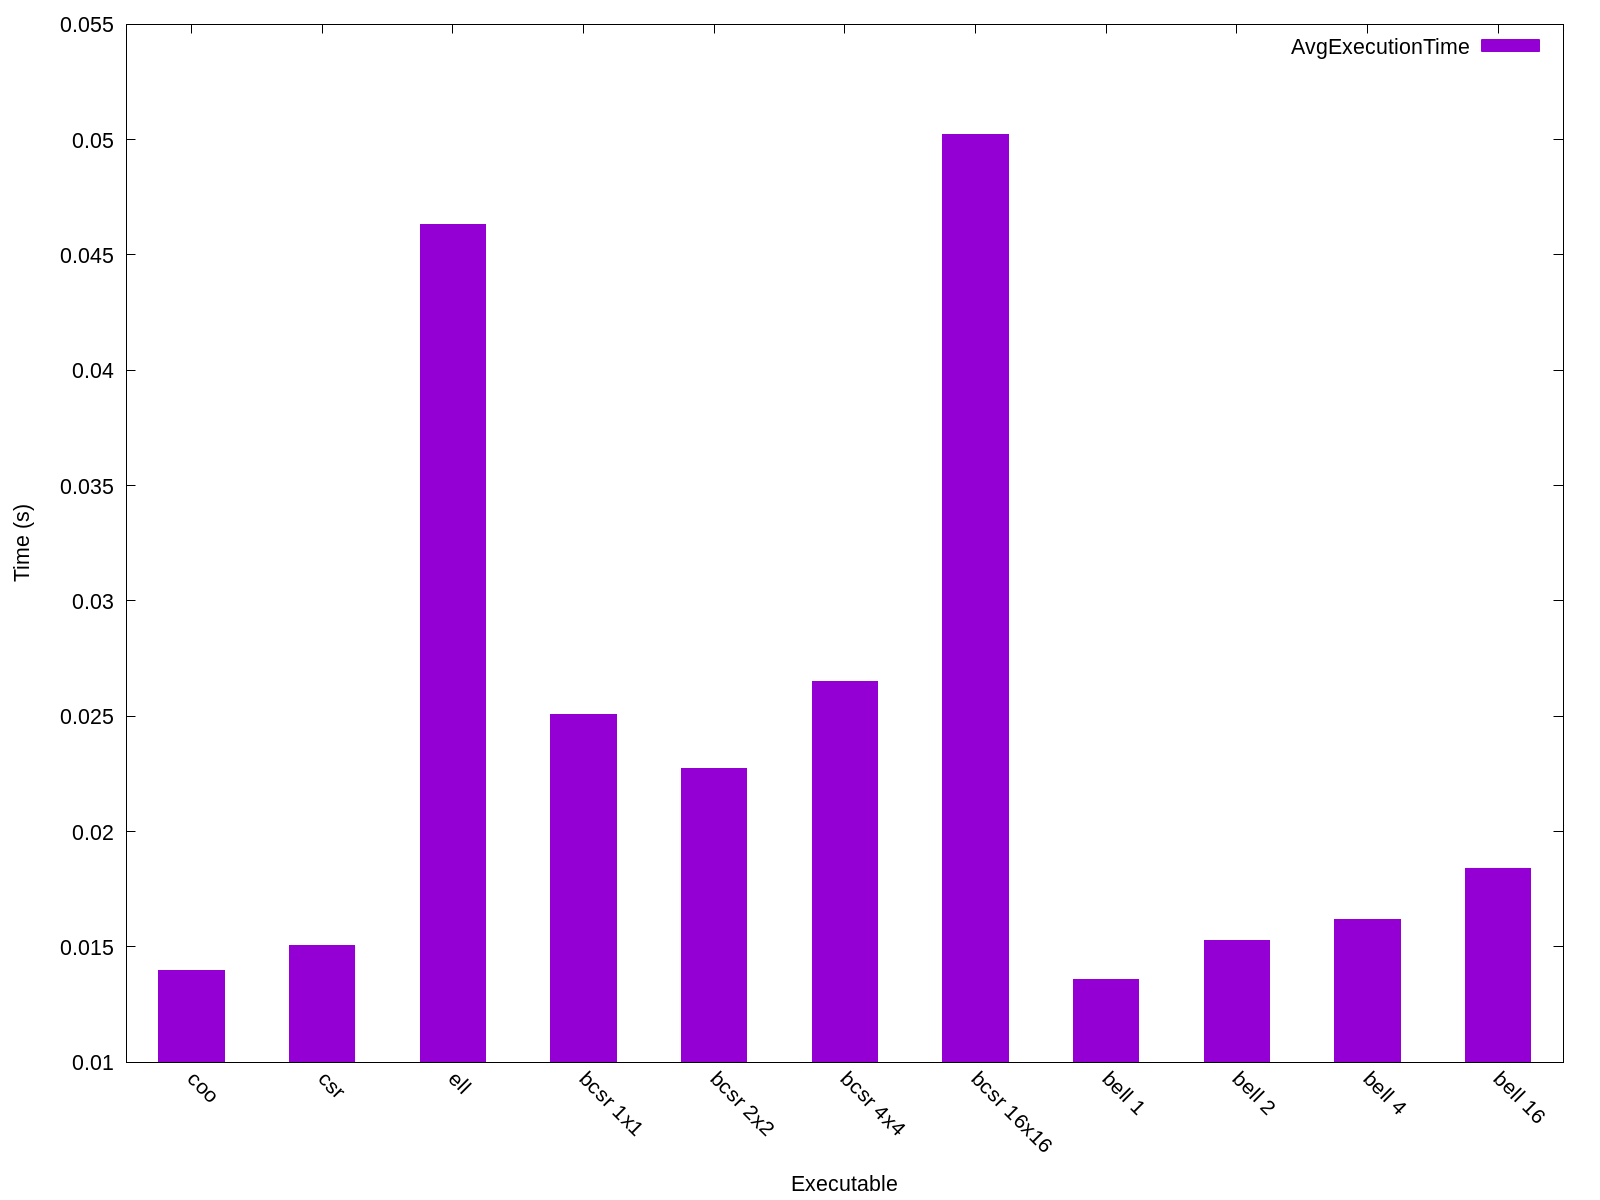 AvgExecutionTime
0.055
0.05
0.045
0.04
0.035
0.03
0.025
0.02
0.015
0.01
Time (s)
coo
csr
ell
bcsr 1x1
bcsr 2x2
bcsr 4x4
bcsr 16x16
bell 1
bell 2
bell 4
bell 16
Executable